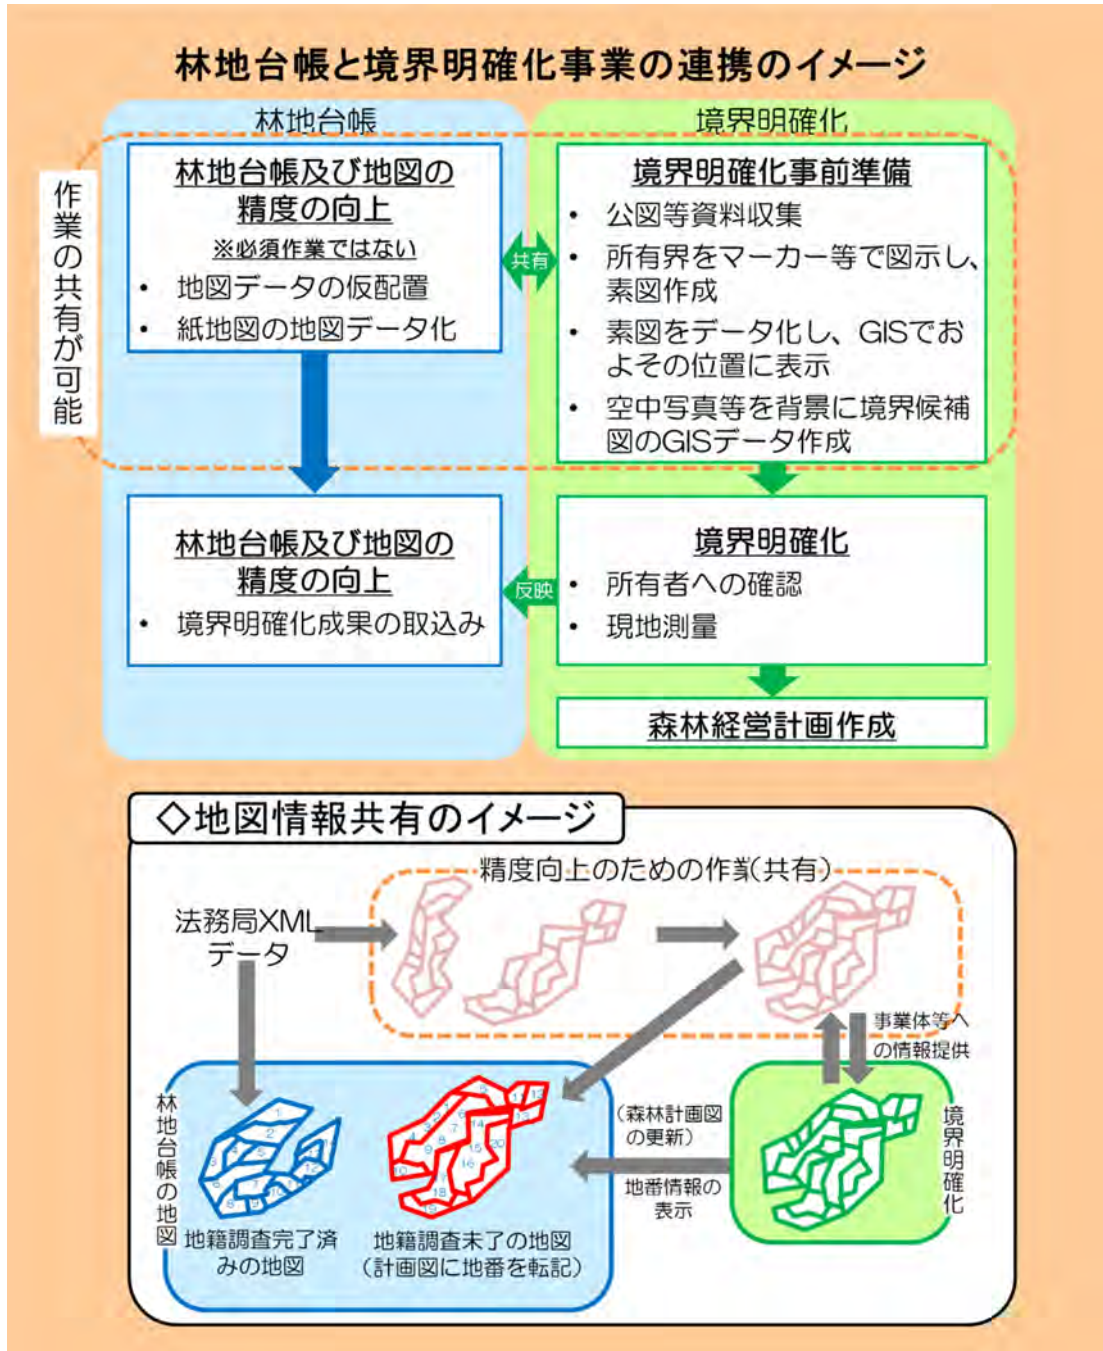 林地台帳と境界明確化事業の連携のイメージ
林地台帳
境界明確化
作業の共有が可能
林地台帳及び地図の
精度の向上
※必須作業ではない
・ 地図データの仮配置
・ 紙地図の地図データ化
共有
境界明確化事前準備
・ 公図等資料収集
・ 所有界をマーカー等で図示し、
素図作成
・ 素図をデータ化し、GISでお
よその位置に表示
・ 空中写真等を背景に境界候補
図のGISデータ作成
林地台帳及び地図の
精度の向上
・ 境界明確化成果の取込み
反映
境界明確化
・ 所有者への確認
・ 現地測量
森林経営計画作成
◇地図情報共有のイメージ
精度向上のための作業(共有)
法務局XML
データ
事業体等へ
の情報提供
林地台帳の地図
地籍調査完了済
みの地図
地籍調査未了の地図
(計画図に地番を転記)
(森林計画図
の更新)
地番情報の
表示
境界明確化